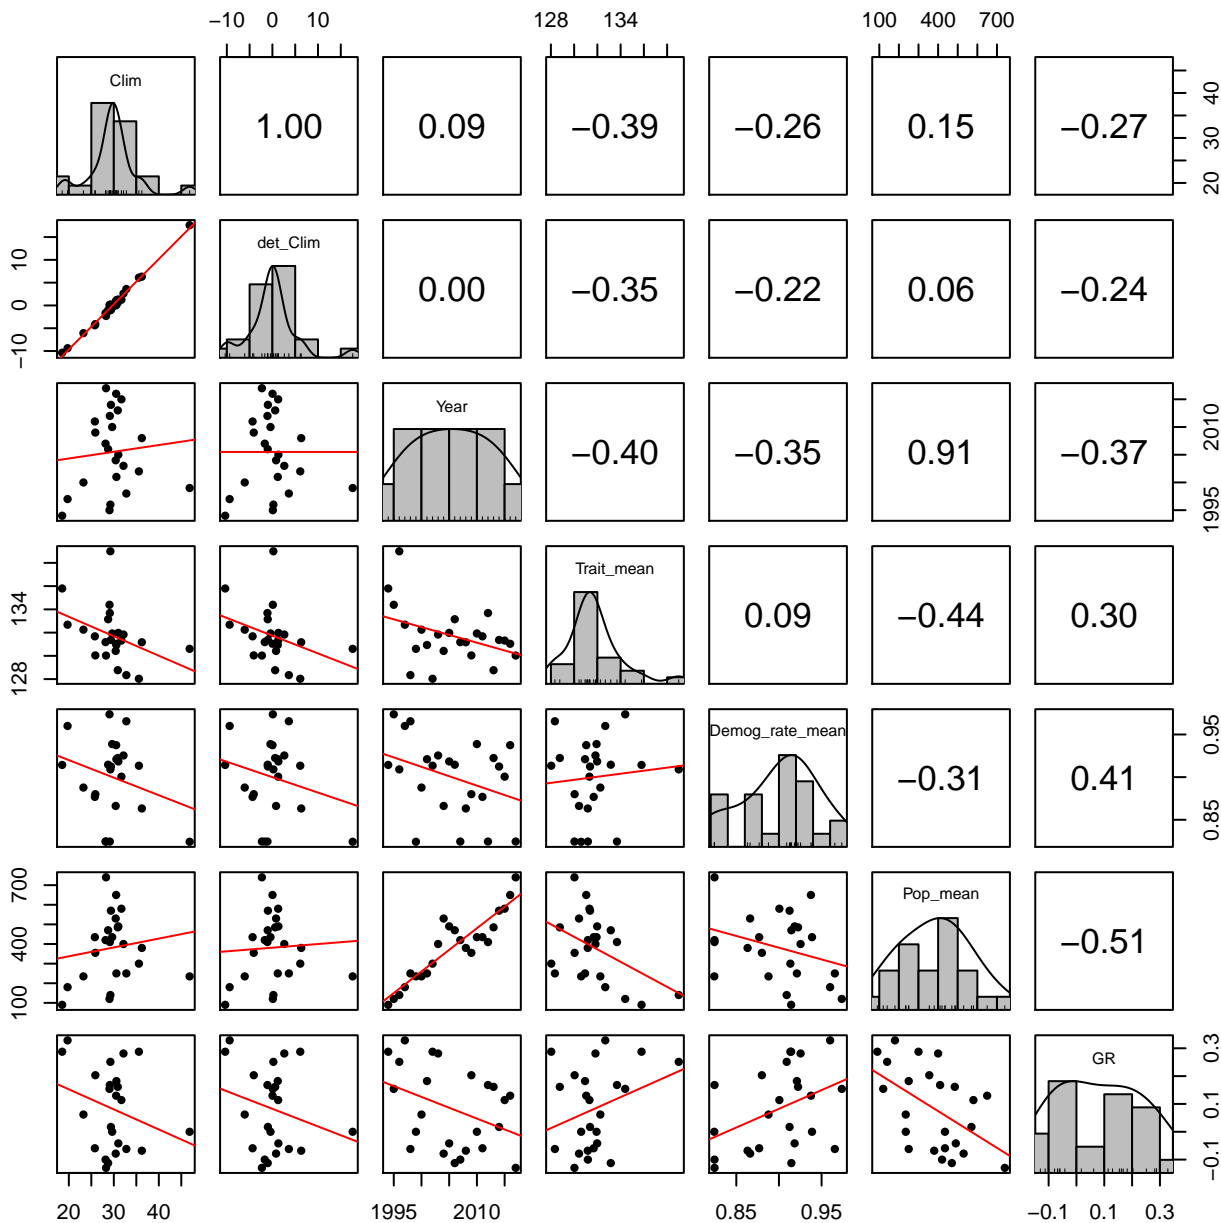 −10 0 10 128 134 100 400 700
Clim 1.00 0.09 −0.39 −0.26 0.15 −0.27
20 30 40
−10 0 10
det_Clim 0.00 −0.35 −0.22 0.06 −0.24
Year −0.40 −0.35 0.91 −0.37
1995 2010
128 134
Trait_mean 0.09 −0.44 0.30
Demog_rate_mean −0.31 0.41
0.85 0.95
100 400 700
Pop_mean −0.51
GR
−0.1 0.1 0.3
20 30 40 1995 2010 0.85 0.95 −0.1 0.1 0.3